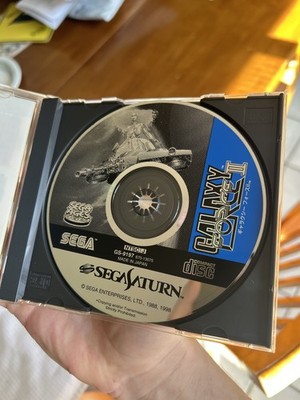 GALAXY
FORCE II
ギャラクシーフォースⅡ
SEGA
NTSC-J
GS-9197
MADE IN JAPAN
SEGA SATURN
disc
© SEGA ENTERPRISES, LTD., 1988, 1998